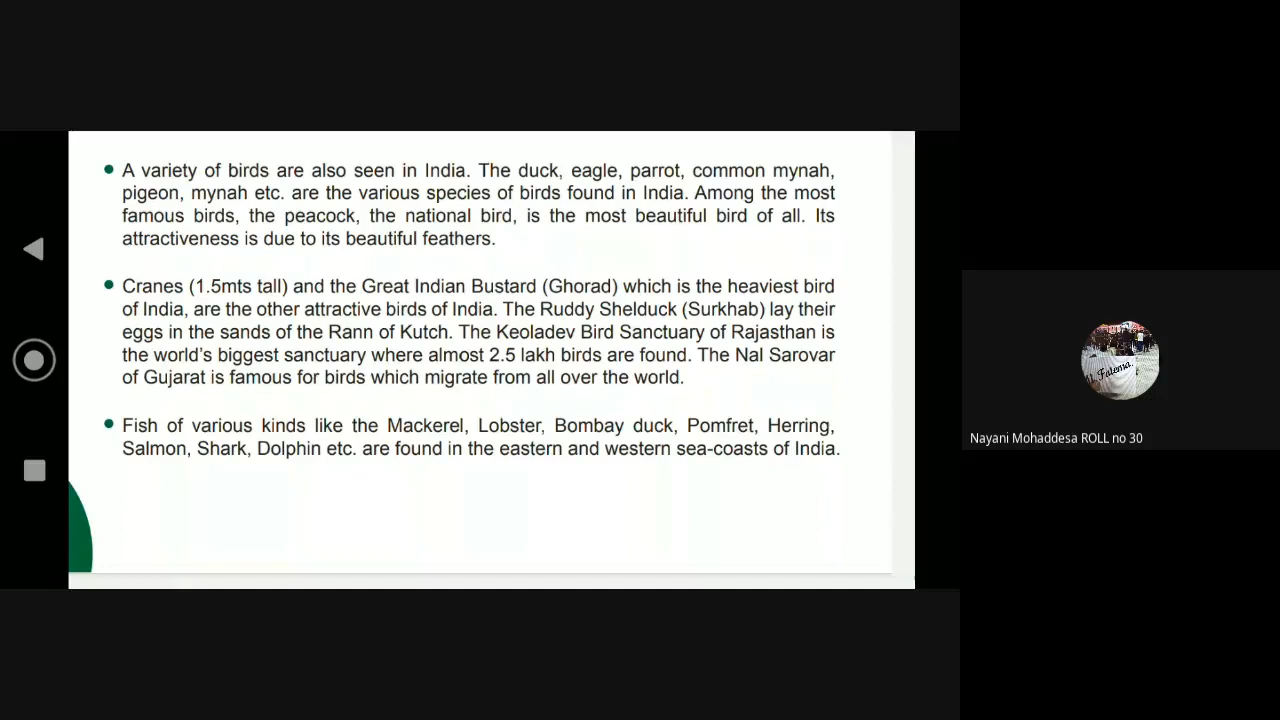 A variety of birds are also seen in India. The duck, eagle, parrot, common mynah,
pigeon, mynah etc. are the various species of birds found in India. Among the most
famous birds, the peacock, the national bird, is the most beautiful bird of all. Its
attractiveness is due to its beautiful feathers.
Cranes (1.5mts tall) and the Great Indian Bustard (Ghorad) which is the heaviest bird
of India, are the other attractive birds of India. The Ruddy Shelduck (Surkhab) lay their
eggs in the sands of the Rann of Kutch. The Keoladev Bird Sanctuary of Rajasthan is
the world's biggest sanctuary where almost 2.5 lakh birds are found. The Nal Sarovar
of Gujarat is famous for birds which migrate from all over the world.
Fish of various kinds like the Mackerel, Lobster, Bombay duck, Pomfret, Herring,
Salmon, Shark, Dolphin etc. are found in the eastern and western sea-coasts of India.
Fatema.
Nayani Mohaddesa ROLL no 30